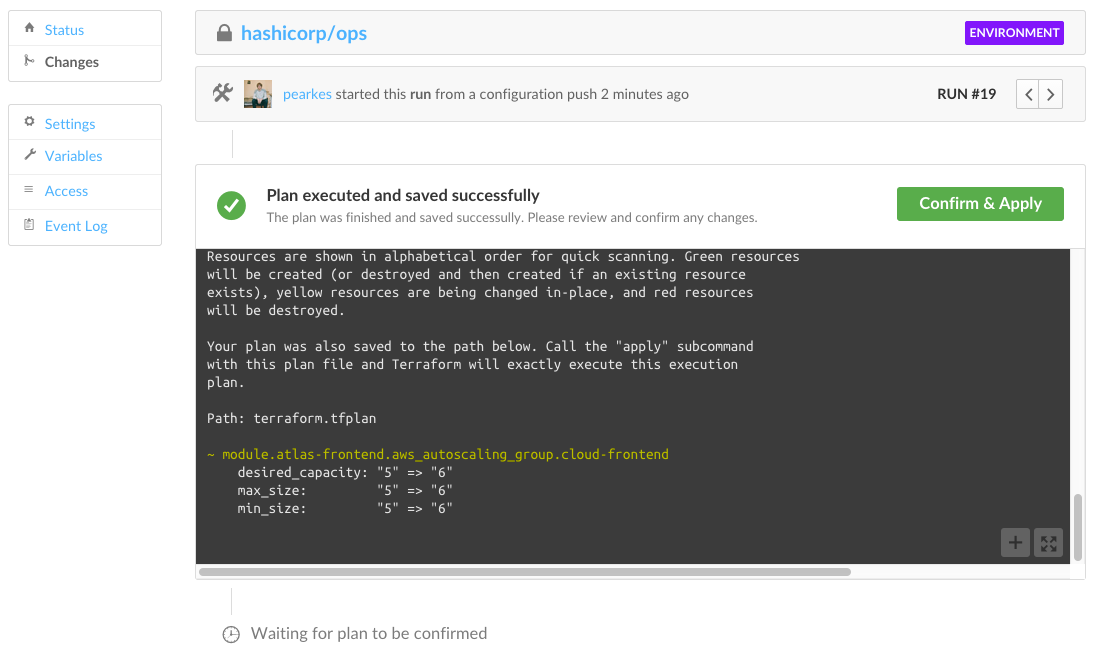 Status
Changes
Settings
Variables
Access
Event Log
hashicorp/ops
ENVIRONMENT
pearkes started this run from a configuration push 2 minutes ago
RUN #19
Plan executed and saved successfully
The plan was finished and saved successully. Please review and confirm any changes.
Confirm & Apply
Resources are shown in alphabetical order for quick scanning. Green resources
will be created (or destroyed and then created if an existing resource
exists), yellow resources are being changed in-place, and red resources
will be destroyed.
Your plan was also saved to the path below. Call the "apply" subcommand
with this plan file and Terraform will exactly execute this execution
plan.
Path: terraform.tfplan
~ module.atlas-frontend.aws_autoscaling_group.cloud-frontend
desired_capacity: "5" => "6"
max_size: "5" => "6"
min_size: "5" => "6"
Waiting for plan to be confirmed